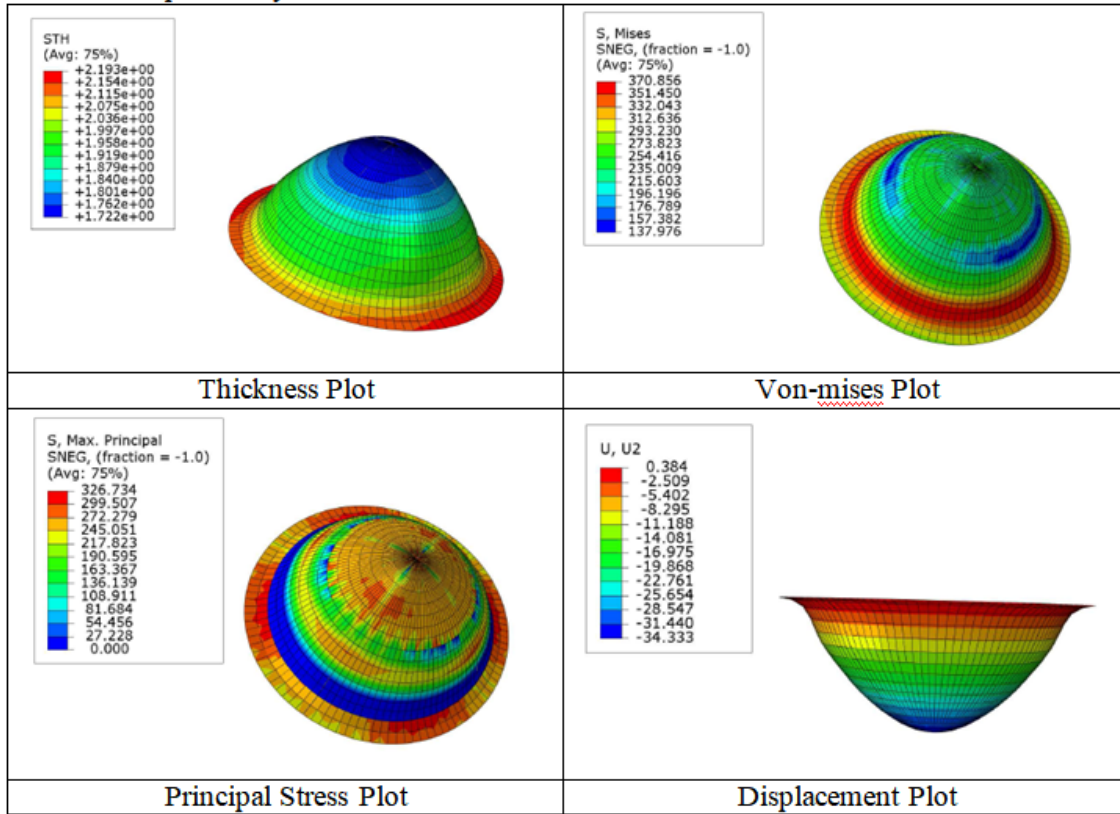 STH
(Avg: 75%)
+2.193e+00
+2.154e+00
+2.115e+00
+2.075e+00
+2.036e+00
+1.997e+00
+1.958e+00
+1.919e+00
+1.879e+00
+1.840e+00
+1.801e+00
+1.762e+00
+1.722e+00
S, Mises
SNEG, (fraction = -1.0)
(Avg: 75%)
370.856
351.450
332.043
312.636
293.230
273.823
254.416
235.009
215.603
196.196
176.789
157.382
137.976
Thickness Plot
Von-mises Plot
S, Max. Principal
SNEG, (fraction = -1.0)
(Avg: 75%)
326.734
299.507
272.279
245.051
217.823
190.595
163.367
136.139
108.911
81.684
54.456
27.228
0.000
U, U2
0.384
-2.509
-5.402
-8.295
-11.188
-14.081
-16.975
-19.868
-22.761
-25.654
-28.547
-31.440
-34.333
Principal Stress Plot
Displacement Plot